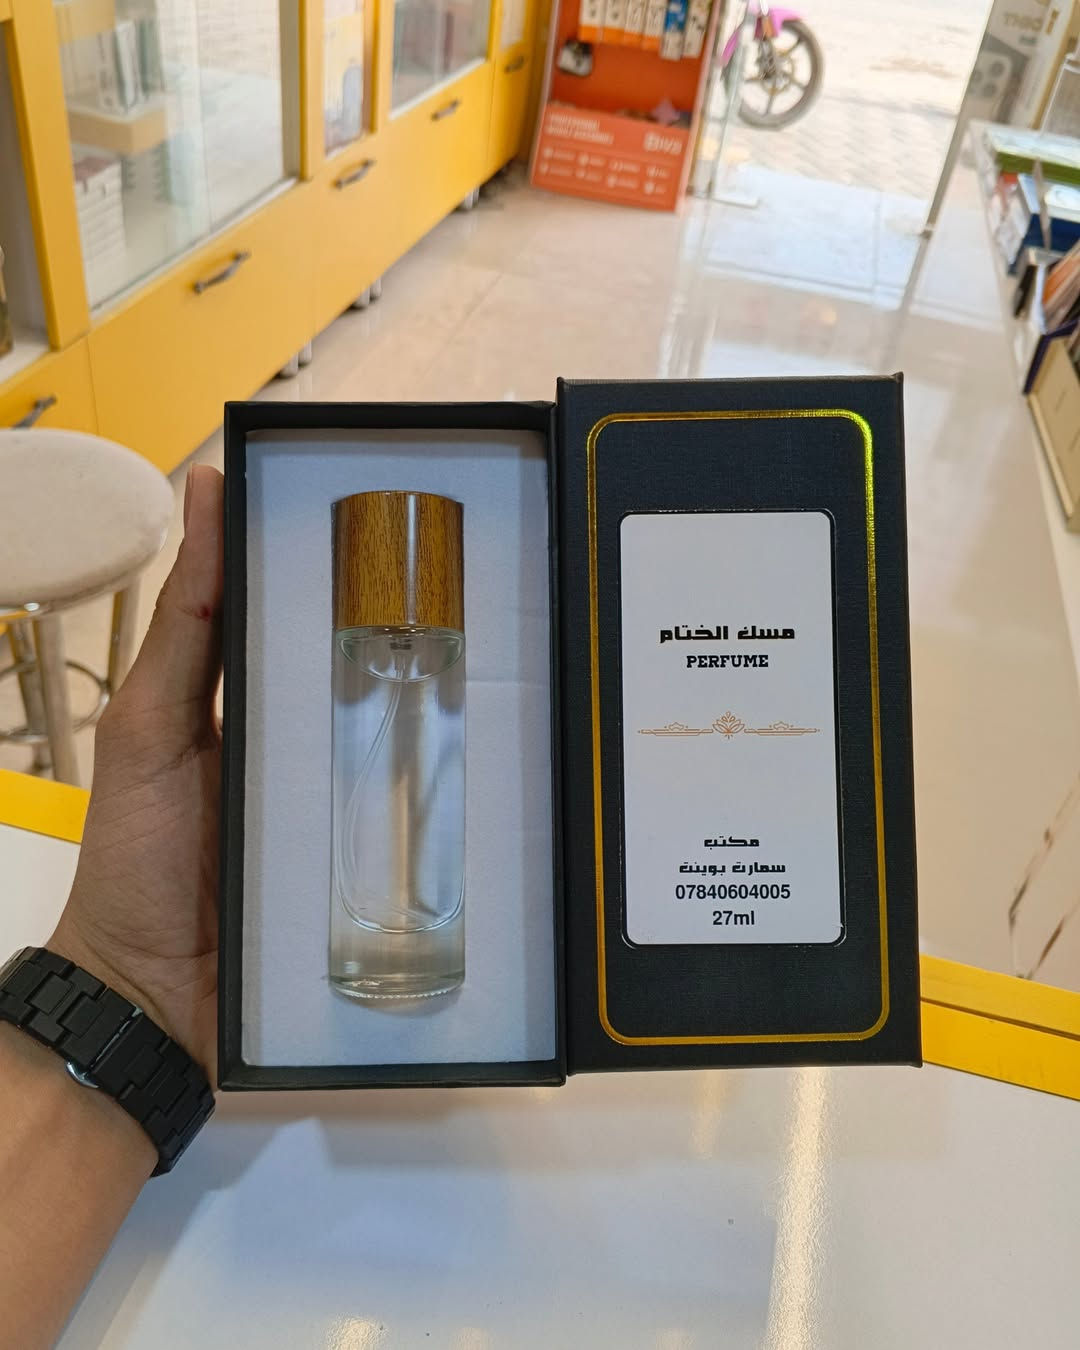 مسك الختام
PERFUME
مكتب
سمارت بوينت
07840604005
27ml